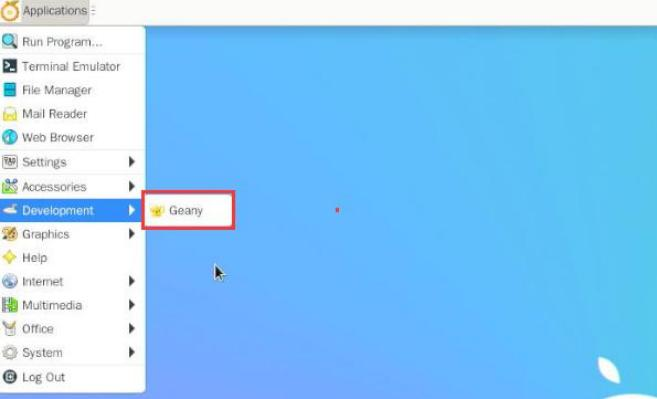 Applications
Run Program...
Terminal Emulator
File Manager
Mail Reader
Web Browser
Settings
Accessories
Development
Geany
Graphics
Help
Internet
Multimedia
Office
System
Log Out